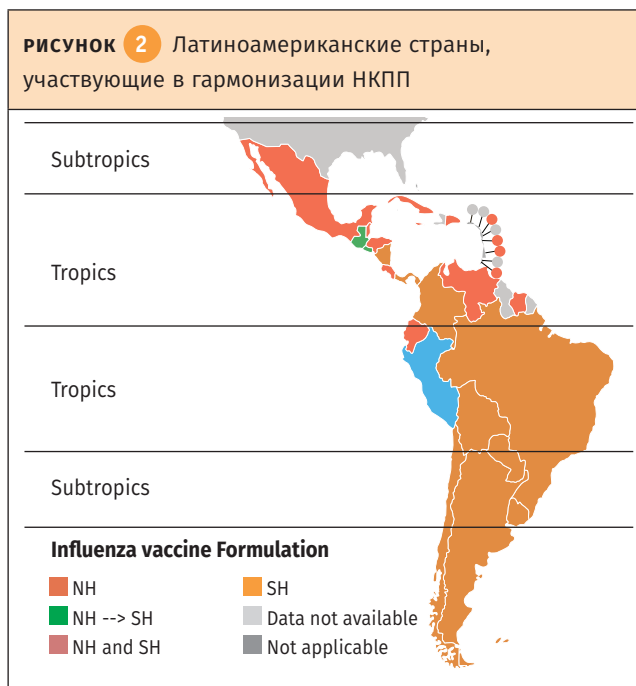 РИСУНОК 2 Латиноамериканские страны,
участвующие в гармонизации НКПП
Subtropics
Tropics
Tropics
Subtropics
Influenza vaccine Formulation
NH
SH
NH --> SH
Data not available
NH and SH
Not applicable